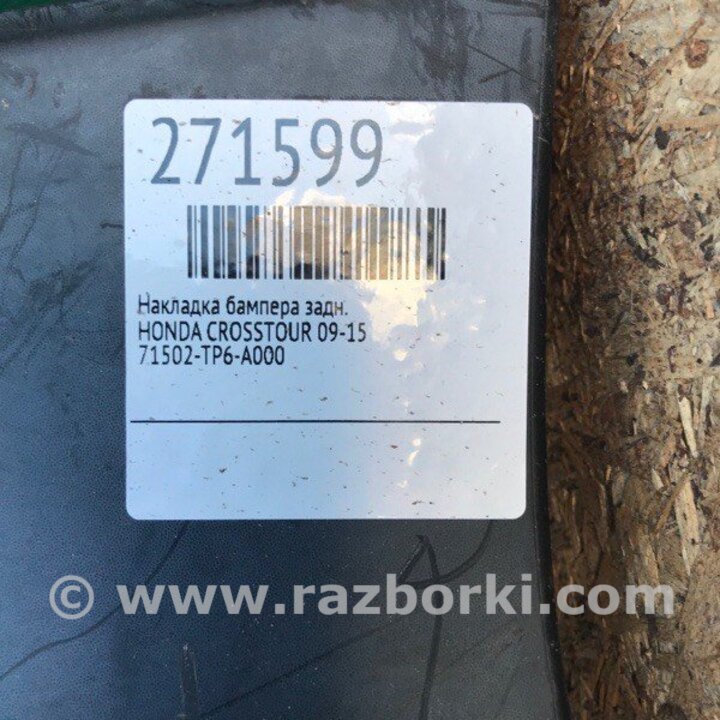 271599
Накладка бампера задн.
HONDA CROSSTOUR 09-15
71502-TP6-A000
© www.razborki.com